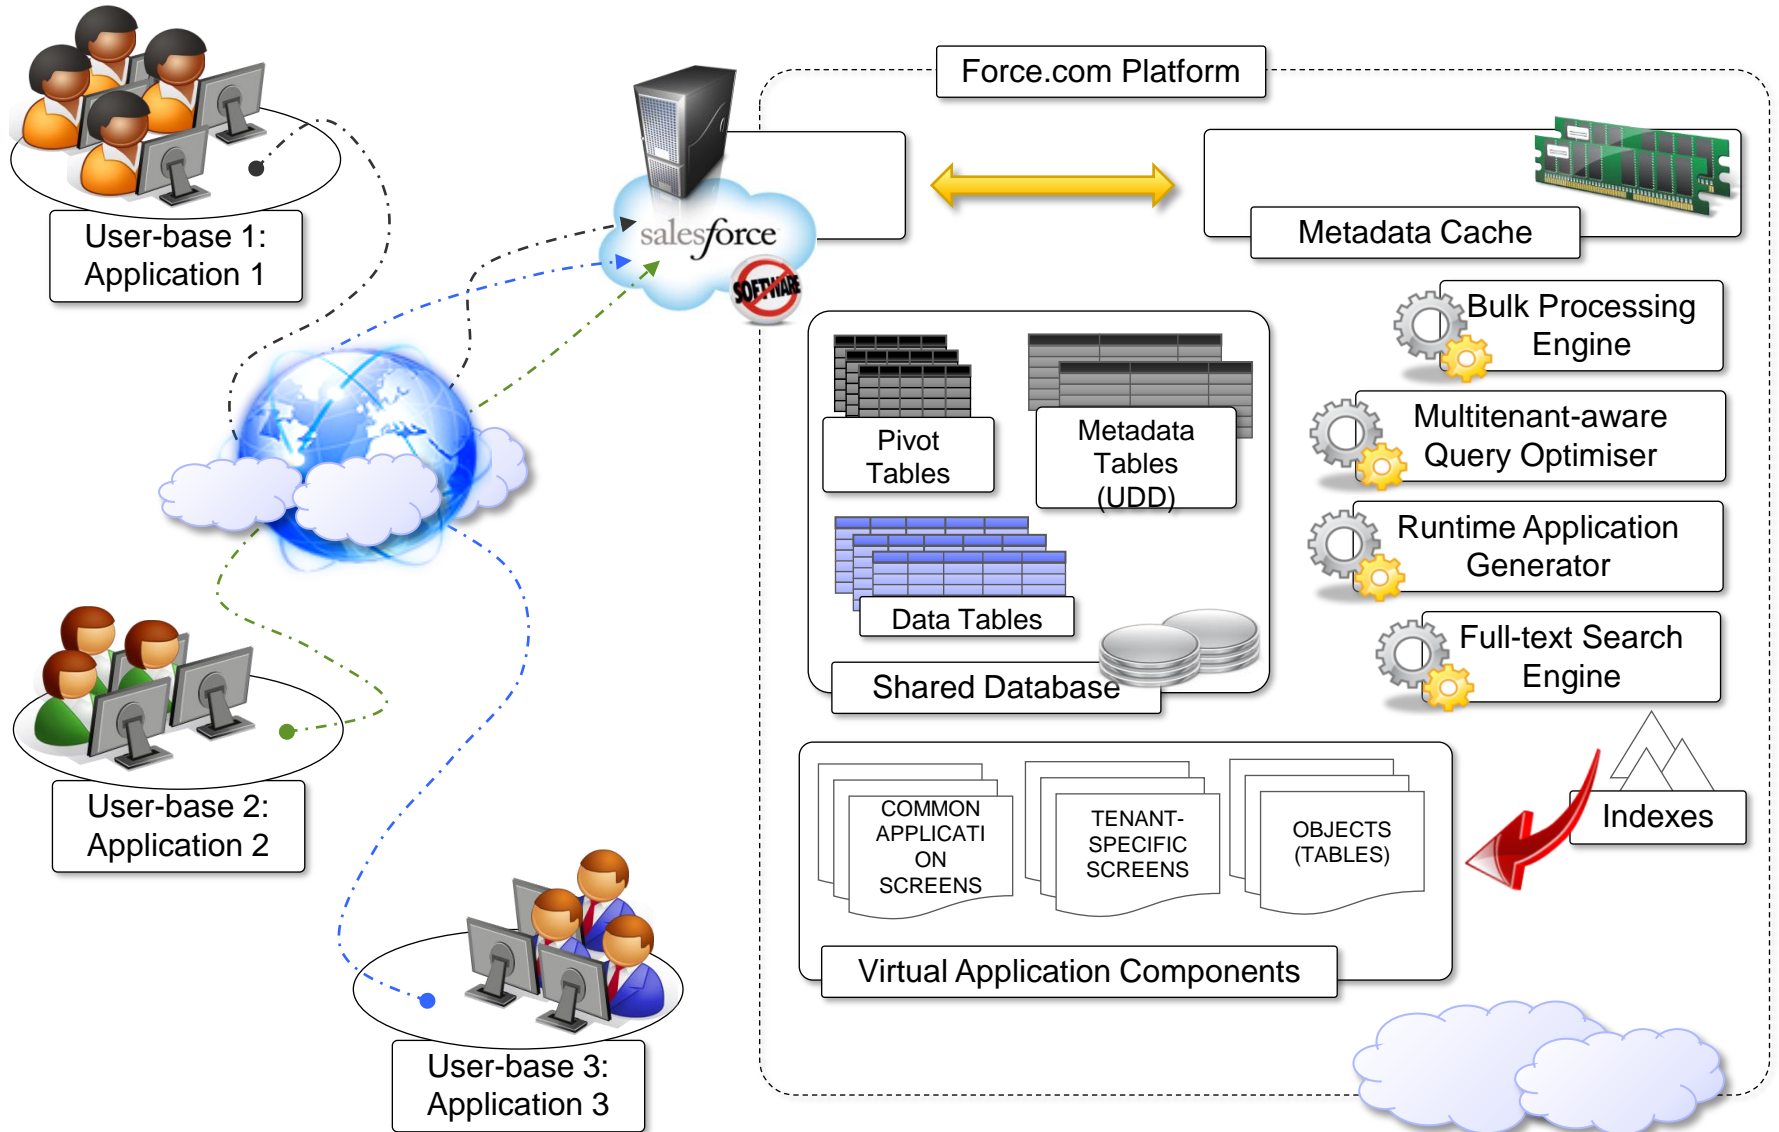 Force.com Platform
User-base 1:
Application 1
salesforce
SOFTWARE
Metadata Cache
Bulk Processing
Engine
Multitenant-aware
Query Optimiser
Runtime Application
Generator
Full-text Search
Engine
Indexes
Pivot
Tables
Metadata
Tables
(UDD)
Data Tables
Shared Database
COMMON
APPLICATI
ON
SCREENS
TENANT-
SPECIFIC
SCREENS
OBJECTS
(TABLES)
Virtual Application Components
User-base 2:
Application 2
User-base 3:
Application 3